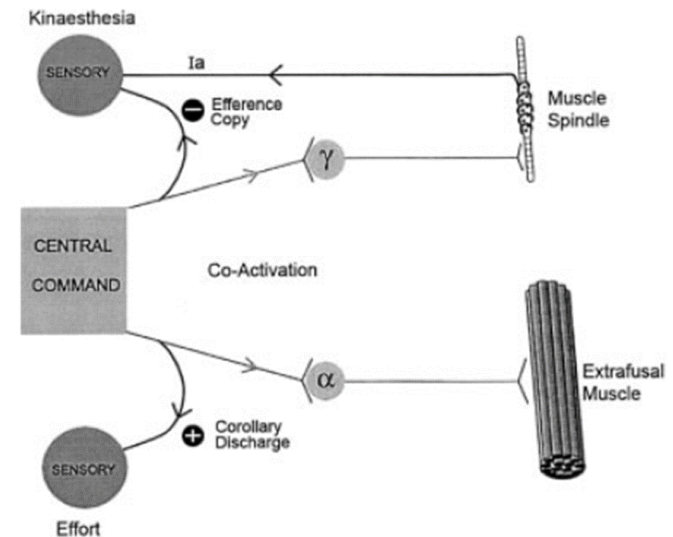 Kinaesthesia
SENSORY
Ia
− Efference
Copy
Muscle
Spindle
γ
CENTRAL
COMMAND
Co-Activation
α
Extrafusal
Muscle
+ Corollary
Discharge
SENSORY
Effort